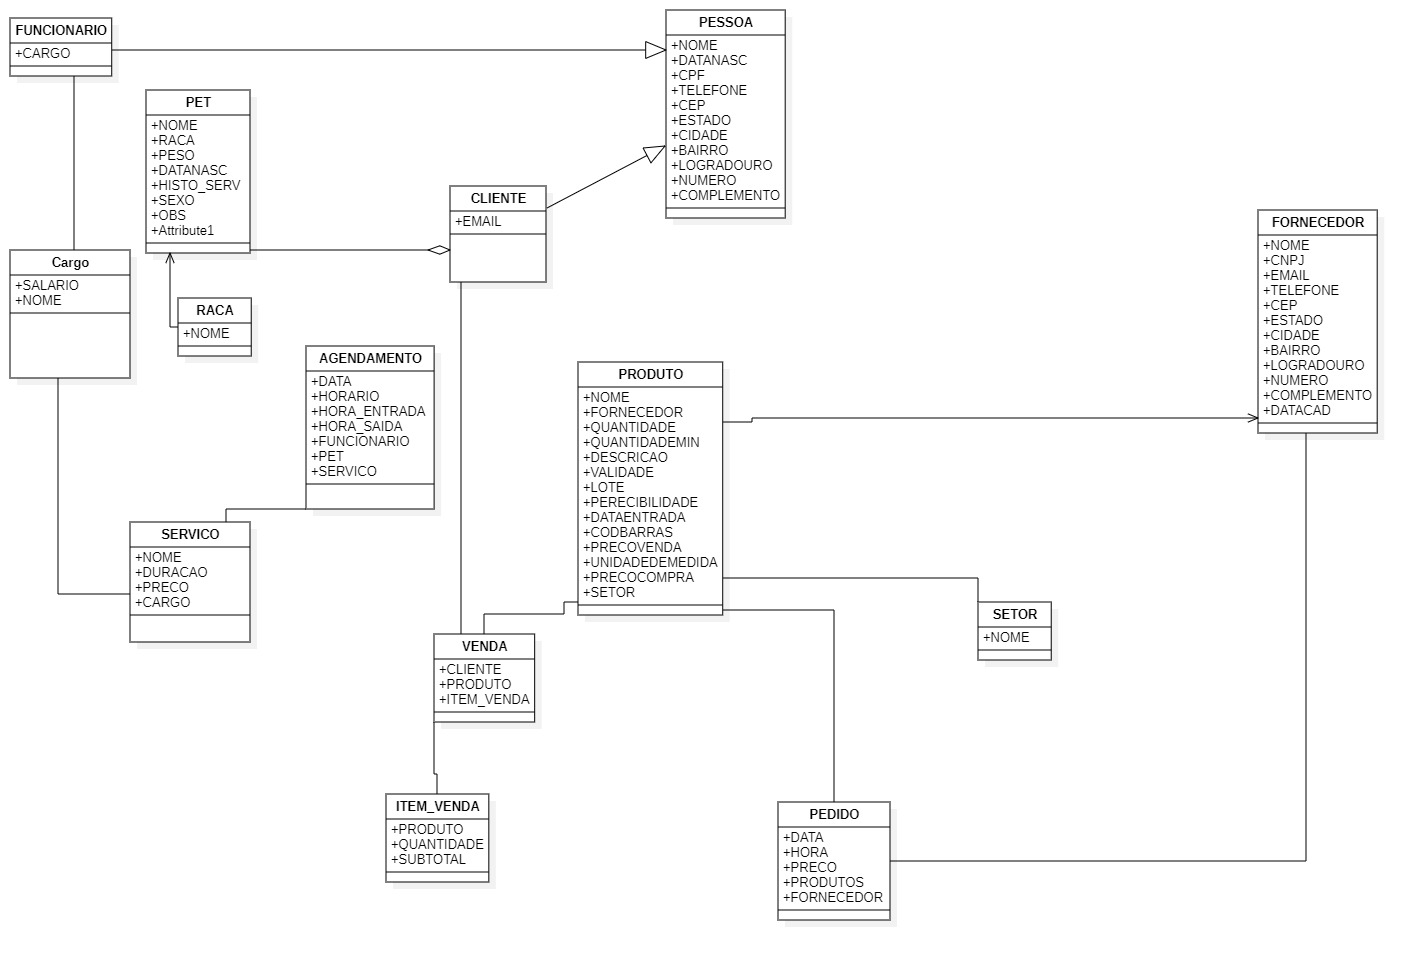 FUNCIONARIO
+CARGO
PESSOA
+NOME
+DATANASC
+CPF
+TELEFONE
+CEP
+ESTADO
+CIDADE
+BAIRRO
+LOGRADOURO
+NUMERO
+COMPLEMENTO
PET
+NOME
+RACA
+PESO
+DATANASC
+HISTO_SERV
+SEXO
+OBS
+Attribute1
CLIENTE
+EMAIL
FORNECEDOR
+NOME
+CNPJ
+EMAIL
+TELEFONE
+CEP
+ESTADO
+CIDADE
+BAIRRO
+LOGRADOURO
+NUMERO
+COMPLEMENTO
+DATACAD
Cargo
+SALARIO
+NOME
RACA
+NOME
AGENDAMENTO
+DATA
+HORARIO
+HORA_ENTRADA
+HORA_SAIDA
+FUNCIONARIO
+PET
+SERVICO
PRODUTO
+NOME
+FORNECEDOR
+QUANTIDADE
+QUANTIDADEMIN
+DESCRICAO
+VALIDADE
+LOTE
+PERECIBILIDADE
+DATAENTRADA
+CODBARRAS
+PRECOVENDA
+UNIDADEDEMEDIDA
+PRECOCOMPRA
+SETOR
SERVICO
+NOME
+DURACAO
+PRECO
+CARGO
SETOR
+NOME
VENDA
+CLIENTE
+PRODUTO
+ITEM_VENDA
ITEM_VENDA
+PRODUTO
+QUANTIDADE
+SUBTOTAL
PEDIDO
+DATA
+HORA
+PRECO
+PRODUTOS
+FORNECEDOR